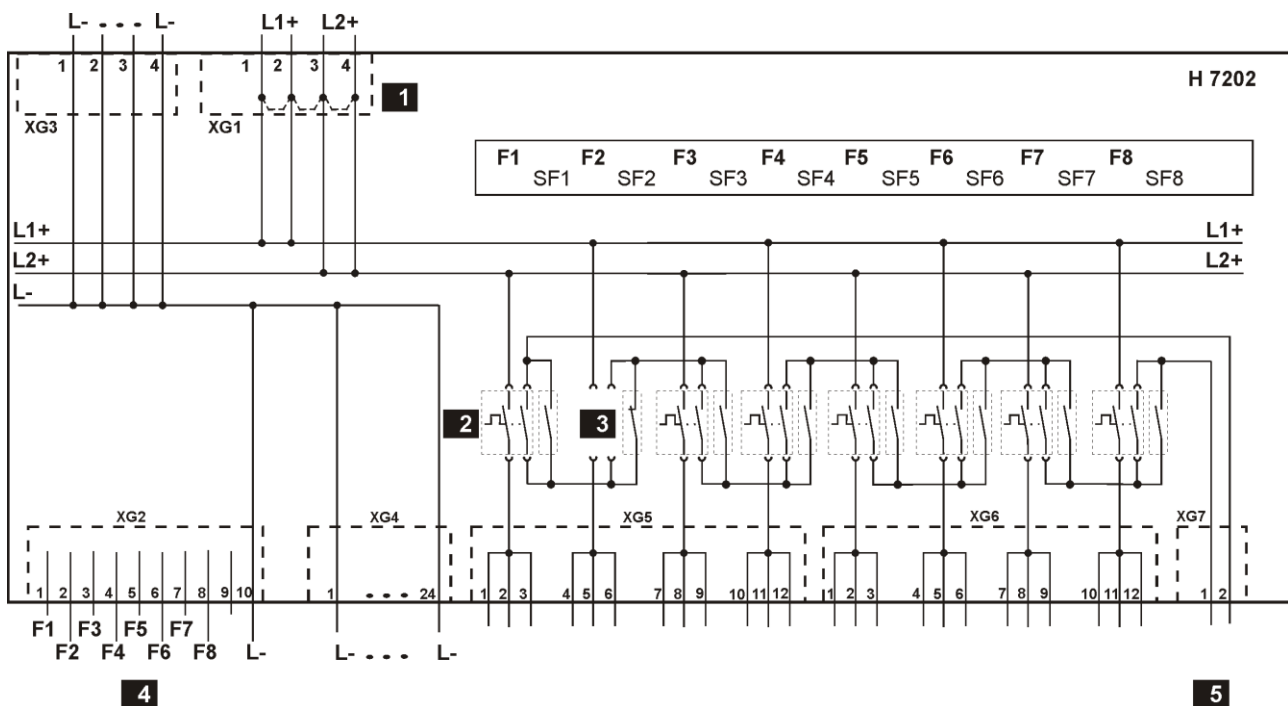 L- • • • L- L1+ L2+
1 2 3 4 1 2 3 4
1
H 7202
XG3 XG1
F1 F2 F3 F4 F5 F6 F7 F8
SF1 SF2 SF3 SF4 SF5 SF6 SF7 SF8
L1+ L1+
L2+ L2+
L-
2 3
XG2 XG4 XG5 XG6 XG7
1 2 3 4 5 6 7 8 9 10 1 • • • 24 1 2 3 4 5 6 7 8 9 10 11 12 1 2 3 4 5 6 7 8 9 10 11 12 1 2
F1 F3 F5 F7
F2 F4 F6 F8 L- L- • • • L-
4 5